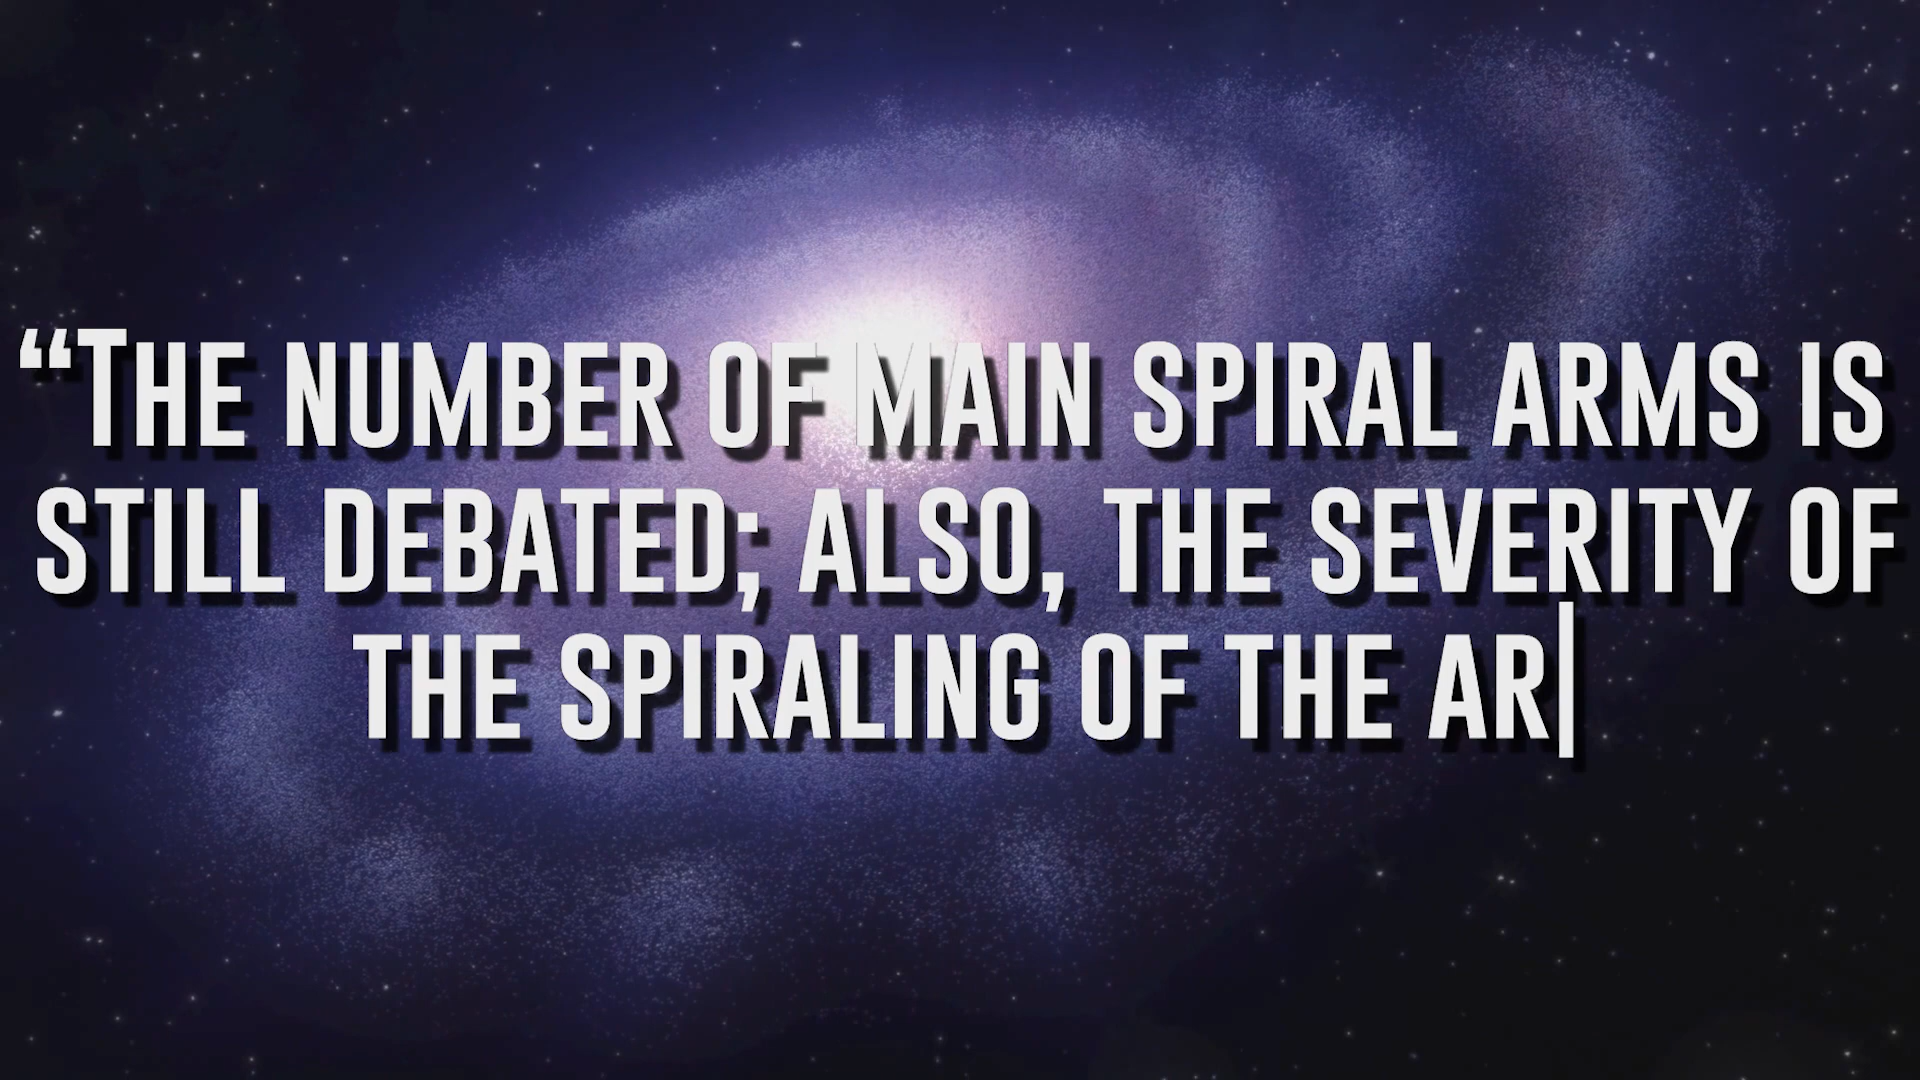 “The number of main spiral arms is
still debated; also, the severity of
the spiraling of the ar|